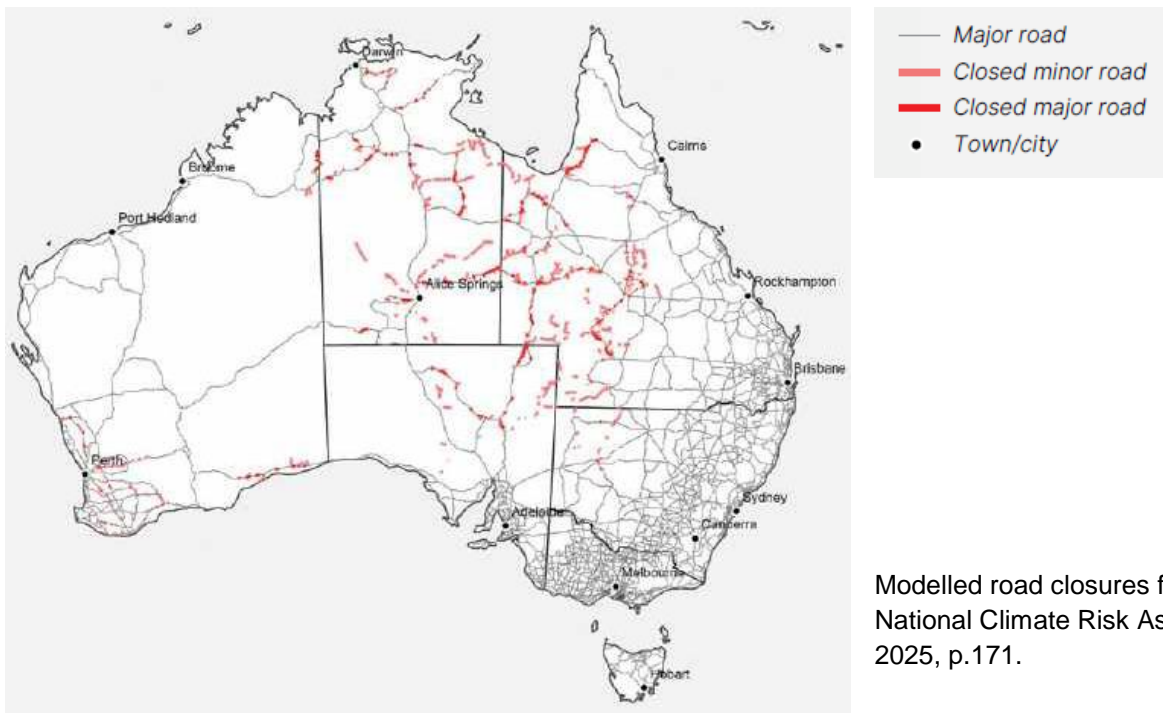 Major road
Closed minor road
Closed major road
Town/city
Darwin
Cairns
Broome
Port Hedland
Alice Springs
Rockhampton
Brisbane
Perth
Sydney
Adelaide
Canberra
Melbourne
Hobart
Modelled road closures f
National Climate Risk As
2025, p.171.